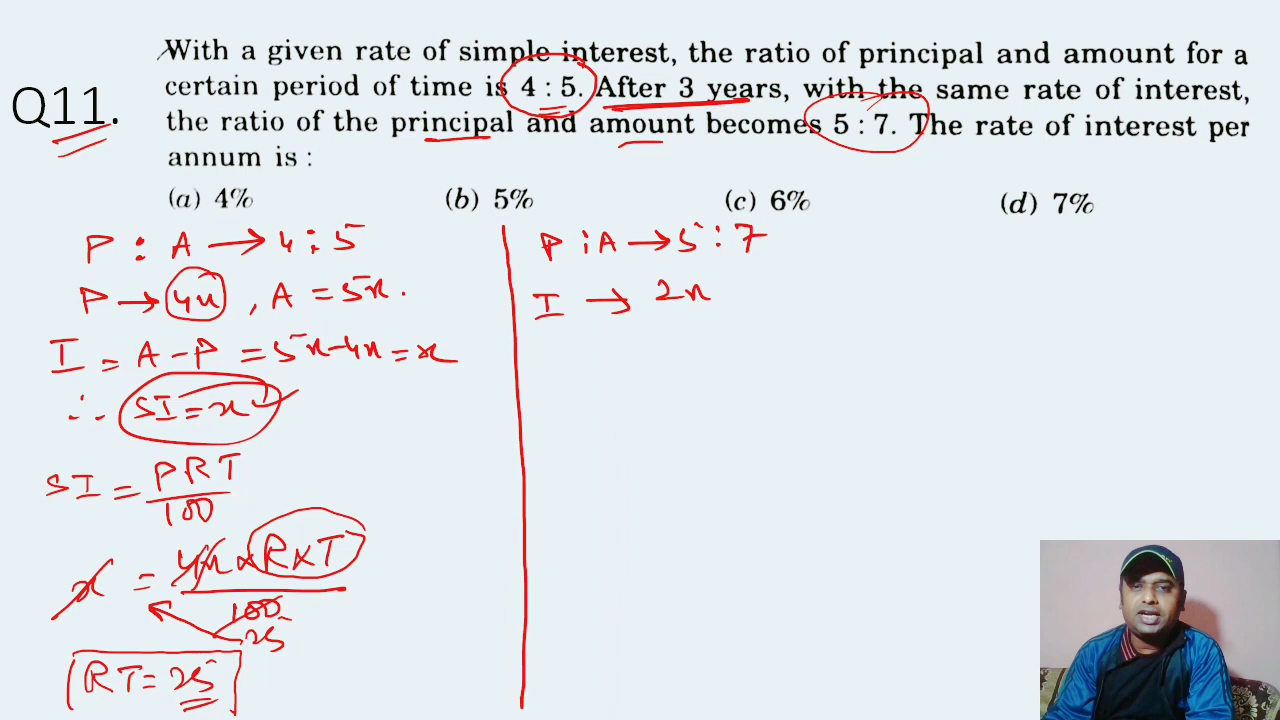 Q11.
With a given rate of simple interest, the ratio of principal and amount for a
certain period of time is 4 : 5. After 3 years, with the same rate of interest,
the ratio of the principal and amount becomes 5 : 7. The rate of interest per
annum is :
(a) 4% (b) 5% (c) 6% (d) 7%
P : A → 4 : 5
P → 4x , A = 5x .
I = A - P = 5x - 4x = x
∴ SI = x
SI = PRT/100
x = 4x × R × T/100
25
RT = 25
P : A → 5 : 7
I → 2x